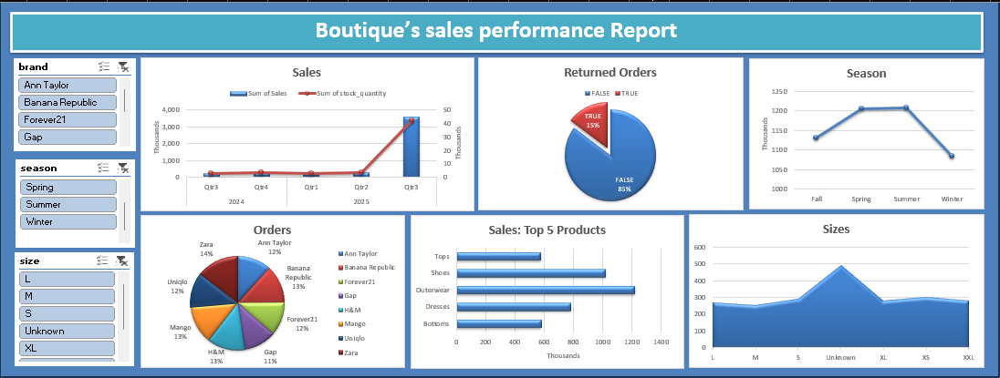 Boutique's sales performance Report
brand
Ann Taylor
Banana Republic
Forever21
Gap
season
Spring
Summer
Winter
size
L
M
S
Unknown
XL
Sales
Sum of Sales Sum of stock_quantity
Thousands
4,000
3,000
2,000
1,000
0
50
40
30
20
10
0
Thousands
Qtr3 Qtr4 Qtr1 Qtr2 Qtr3
2024 2025
Returned Orders
FALSE TRUE
TRUE
15%
FALSE
85%
Season
Thousands
1250
1200
1150
1100
1050
1000
Fall Spring Summer Winter
Orders
Zara
14%
Ann Taylor
12%
Banana
Republic
13%
Forever21
12%
Gap
11%
H&M
13%
Mango
13%
Uniqlo
12%
Ann Taylor
Banana Republic
Forever21
Gap
H&M
Mango
Uniqlo
Zara
Sales: Top 5 Products
Tops
Shoes
Outerwear
Dresses
Bottoms
0 200 400 600 800 1000 1200 1400
Thousands
Sizes
600
500
400
300
200
100
0
L M S Unknown XL XS XXL